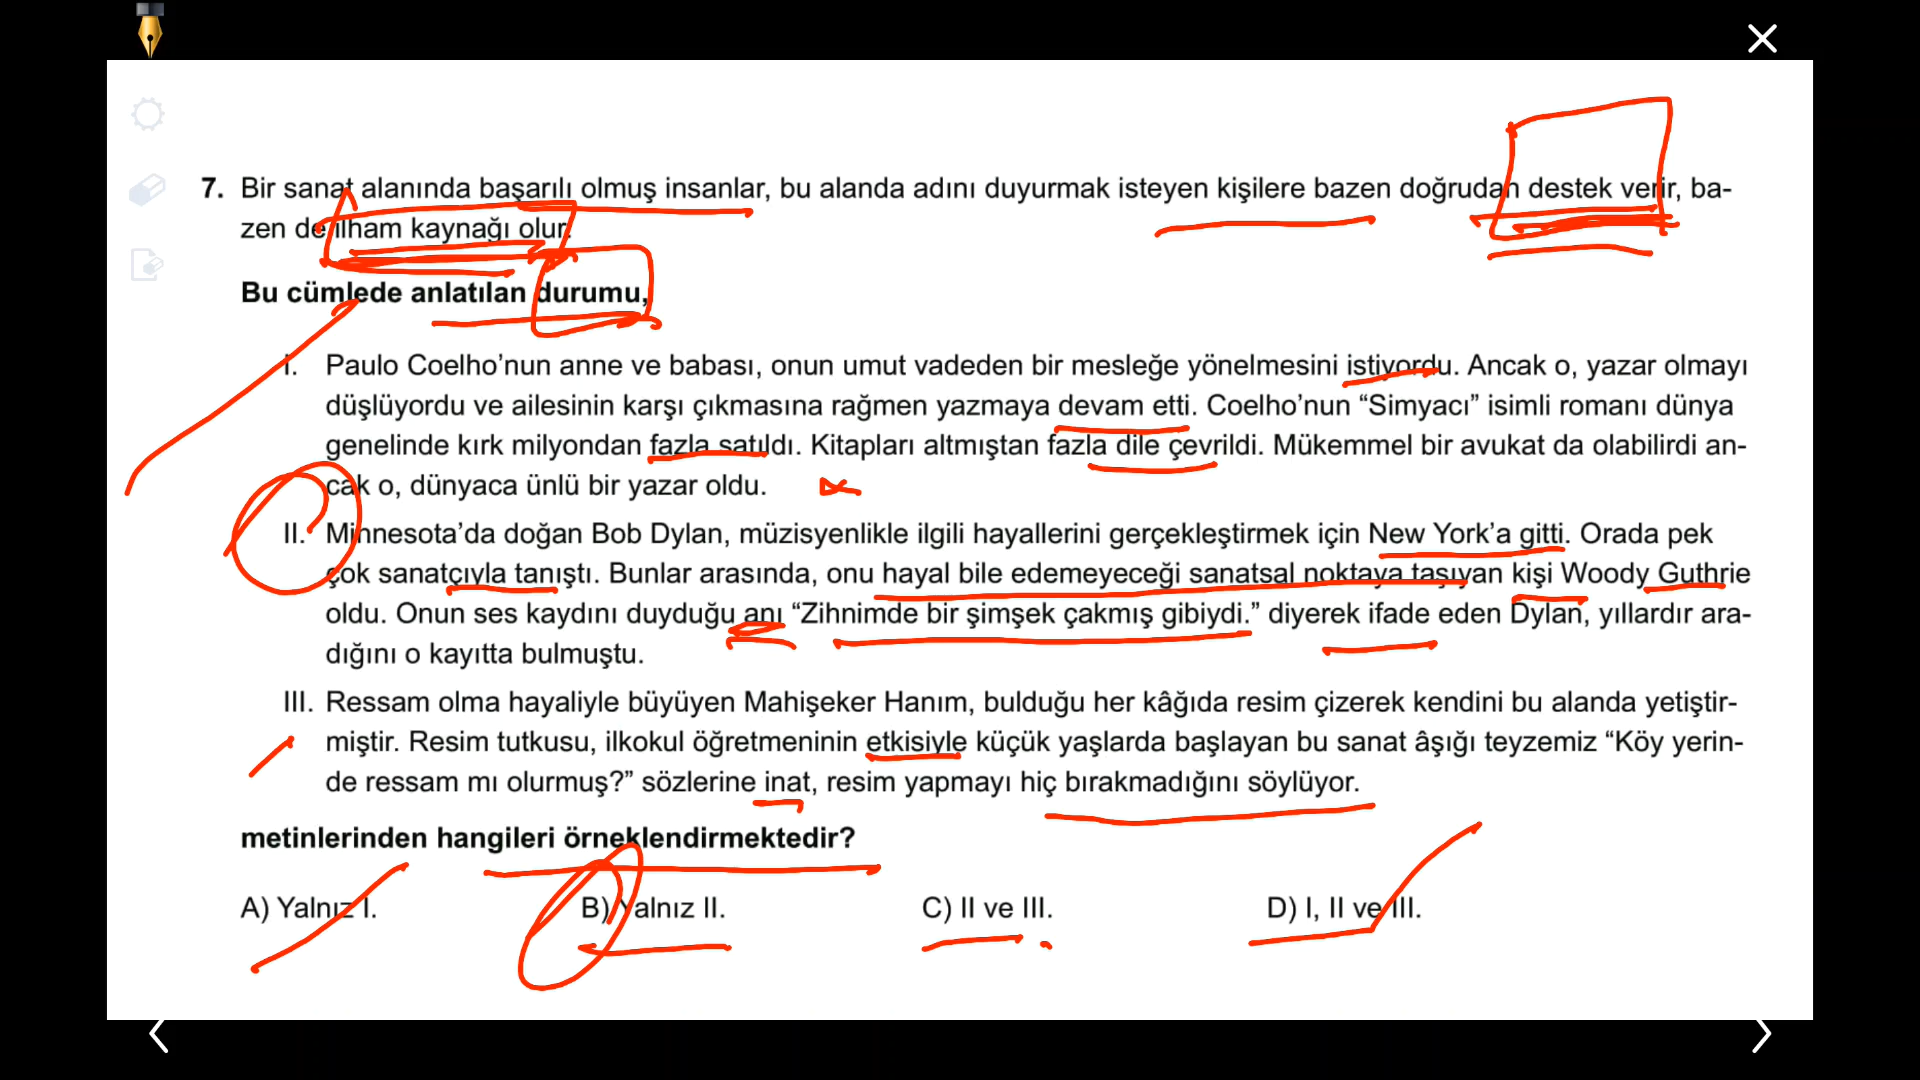 7. Bir sanat alanında başarılı olmuş insanlar, bu alanda adını duyurmak isteyen kişilere bazen doğrudan destek verir, ba-
zen de ilham kaynağı olur.
Bu cümlede anlatılan durumu,
I. Paulo Coelho’nun anne ve babası, onun umut vadeden bir mesleğe yönelmesini istiyordu. Ancak o, yazar olmayı
düşlüyordu ve ailesinin karşı çıkmasına rağmen yazmaya devam etti. Coelho’nun “Simyacı” isimli romanı dünya
genelinde kırk milyondan fazla satıldı. Kitapları altmıştan fazla dile çevrildi. Mükemmel bir avukat da olabilirdi an-
cak o, dünyaca ünlü bir yazar oldu.
II. Minnesota’da doğan Bob Dylan, müzisyenlikle ilgili hayallerini gerçekleştirmek için New York’a gitti. Orada pek
çok sanatçıyla tanıştı. Bunlar arasında, onu hayal bile edemeyeceği sanatsal noktaya taşıyan kişi Woody Guthrie
oldu. Onun ses kaydını duyduğu anı “Zihnimde bir şimşek çakmış gibiydi.” diyerek ifade eden Dylan, yıllardır ara-
dığını o kayıtta bulmuştu.
III. Ressam olma hayaliyle büyüyen Mahişeker Hanım, bulduğu her kâğıda resim çizerek kendini bu alanda yetiştir-
miştir. Resim tutkusu, ilkokul öğretmeninin etkisiyle küçük yaşlarda başlayan bu sanat âşığı teyzemiz “Köy yerin-
de ressam mı olurmuş?” sözlerine inat, resim yapmayı hiç bırakmadığını söylüyor.
metinlerinden hangileri örneklendirmektedir?
A) Yalnız I. B) Yalnız II. C) II ve III. D) I, II ve III.